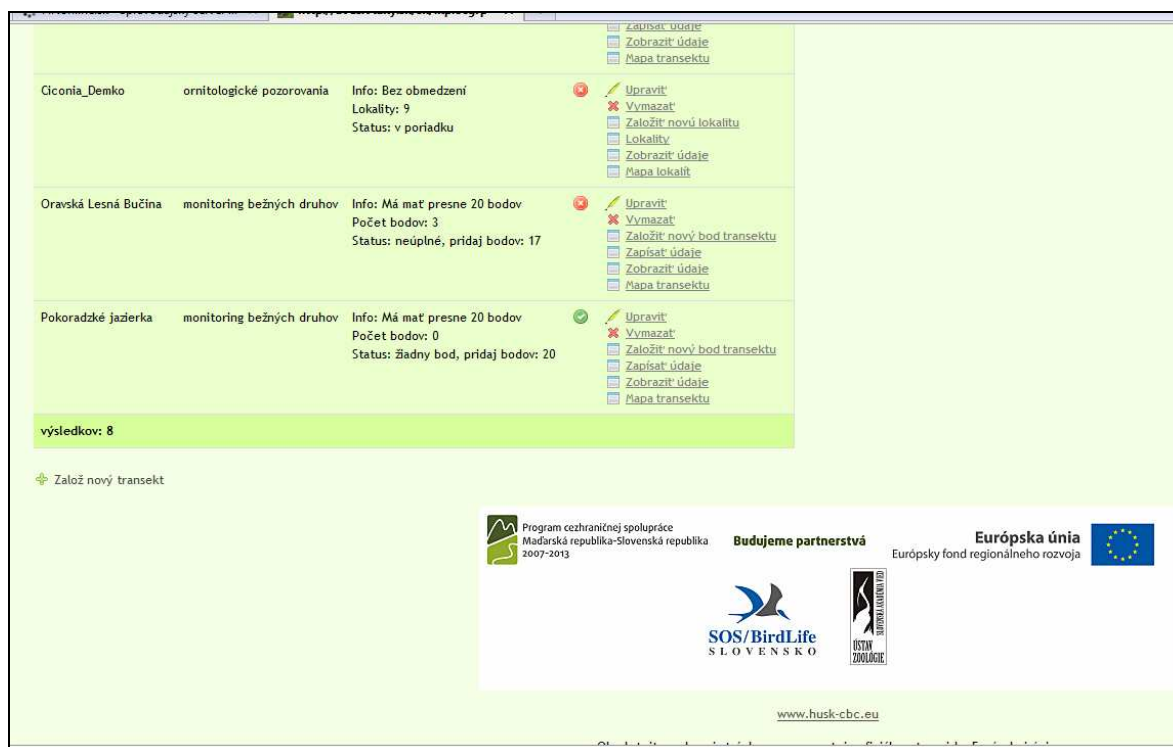 Zapísať údaje
Zobraziť údaje
Mapa transektu
Ciconia_Demko
ornitologické pozorovania
Info: Bez obmedzení
Lokality: 9
Status: v poriadku
Upraviť
Vymazať
Založiť novú lokalitu
Lokality
Zobraziť údaje
Mapa lokalít
Oravská Lesná Bučina
monitoring bežných druhov
Info: Má mať presne 20 bodov
Počet bodov: 3
Status: neúplné, pridaj bodov: 17
Upraviť
Vymazať
Založiť nový bod transektu
Zapísať údaje
Zobraziť údaje
Mapa transektu
Pokoradzké jazierka
monitoring bežných druhov
Info: Má mať presne 20 bodov
Počet bodov: 0
Status: žiadny bod, pridaj bodov: 20
Upraviť
Vymazať
Založiť nový bod transektu
Zapísať údaje
Zobraziť údaje
Mapa transektu
výsledkov: 8
Založ nový transekt
Program cezhraničnej spolupráce
Maďarská republika-Slovenská republika
2007-2013
Budujeme partnerstvá
Európska únia
Európsky fond regionálneho rozvoja
SOS/BirdLife
SLOVENSKO
SLOVENSKÁ AKADÉMIA VIED
ÚSTAV
ZOOLÓGIE
www.husk-cbc.eu